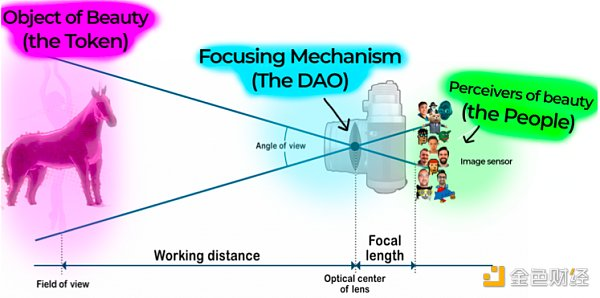 Object of Beauty
(the Token)
Focusing Mechanism
(The DAO)
Perceivers of beauty
(the People)
Angle of view
Image sensor
Working distance
Focal
length
Field of view
Optical center
of lens
金色财经